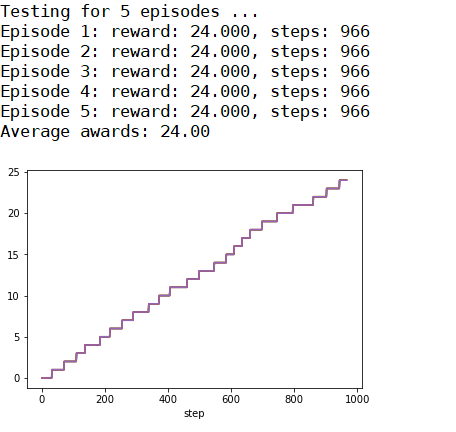 Testing for 5 episodes ...
Episode 1: reward: 24.000, steps: 966
Episode 2: reward: 24.000, steps: 966
Episode 3: reward: 24.000, steps: 966
Episode 4: reward: 24.000, steps: 966
Episode 5: reward: 24.000, steps: 966
Average awards: 24.00
25
20
15
10
5
0
0 200 400 600 800 1000
step